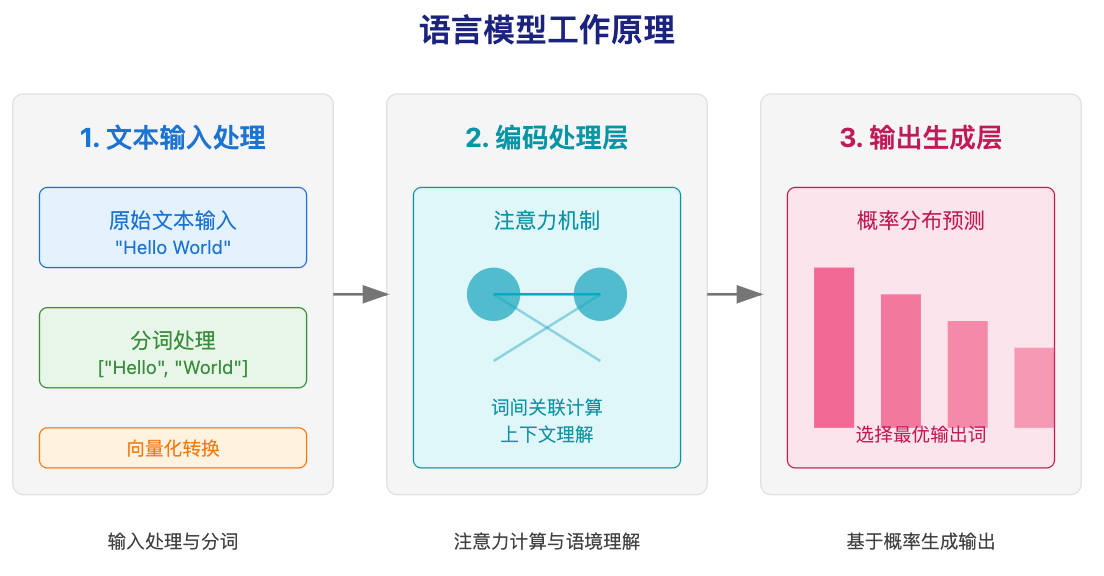 语言模型工作原理
1. 文本输入处理
原始文本输入
"Hello World"
分词处理
["Hello", "World"]
向量化转换
输入处理与分词
2. 编码处理层
注意力机制
词间关联计算
上下文理解
注意力计算与语境理解
3. 输出生成层
概率分布预测
选择最优输出词
基于概率生成输出